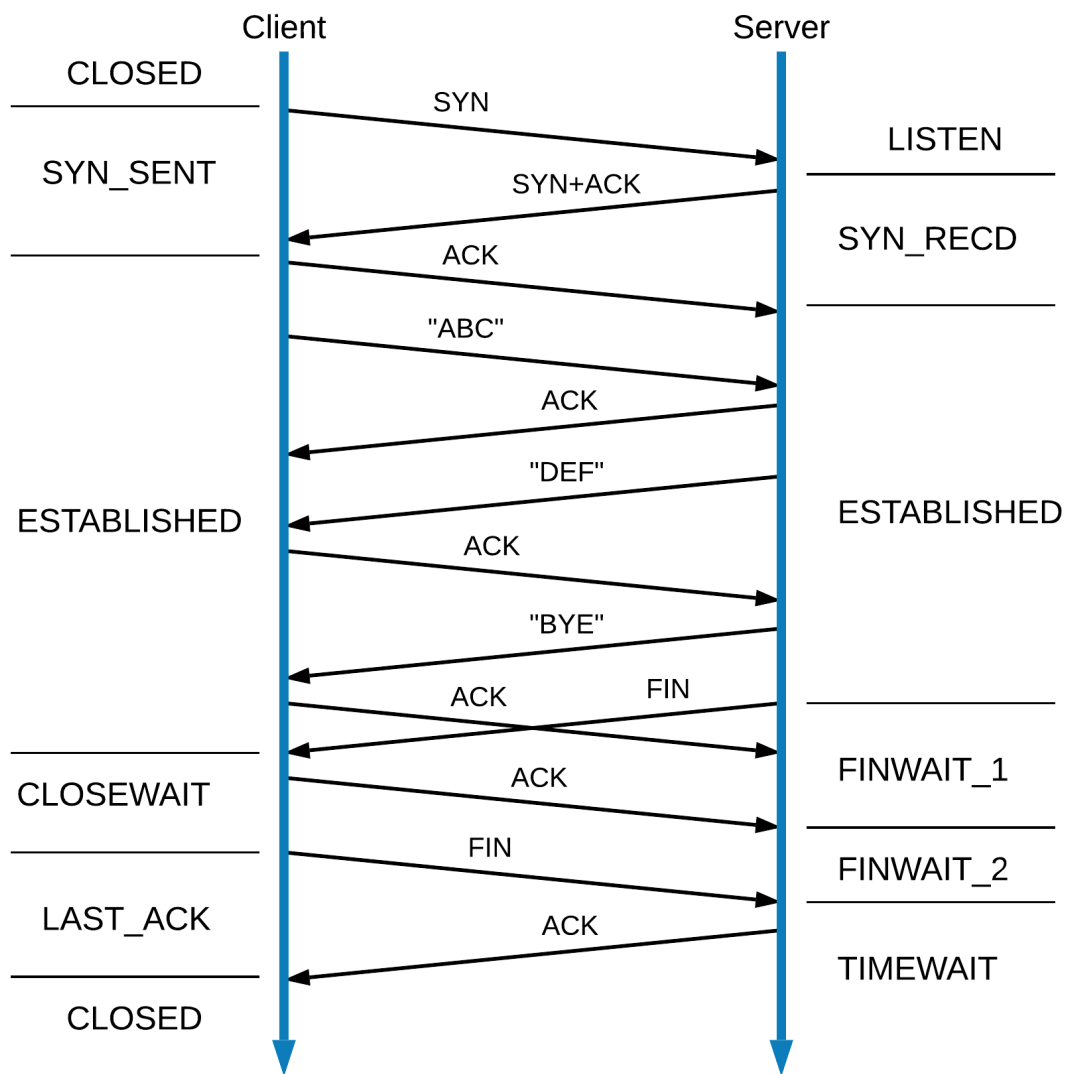 Client
Server
CLOSED
SYN
LISTEN
SYN_SENT
SYN+ACK
SYN_RECD
ACK
"ABC"
ACK
"DEF"
ESTABLISHED
ESTABLISHED
ACK
"BYE"
ACK
FIN
FINWAIT_1
CLOSEWAIT
ACK
FIN
FINWAIT_2
LAST_ACK
ACK
TIMEWAIT
CLOSED